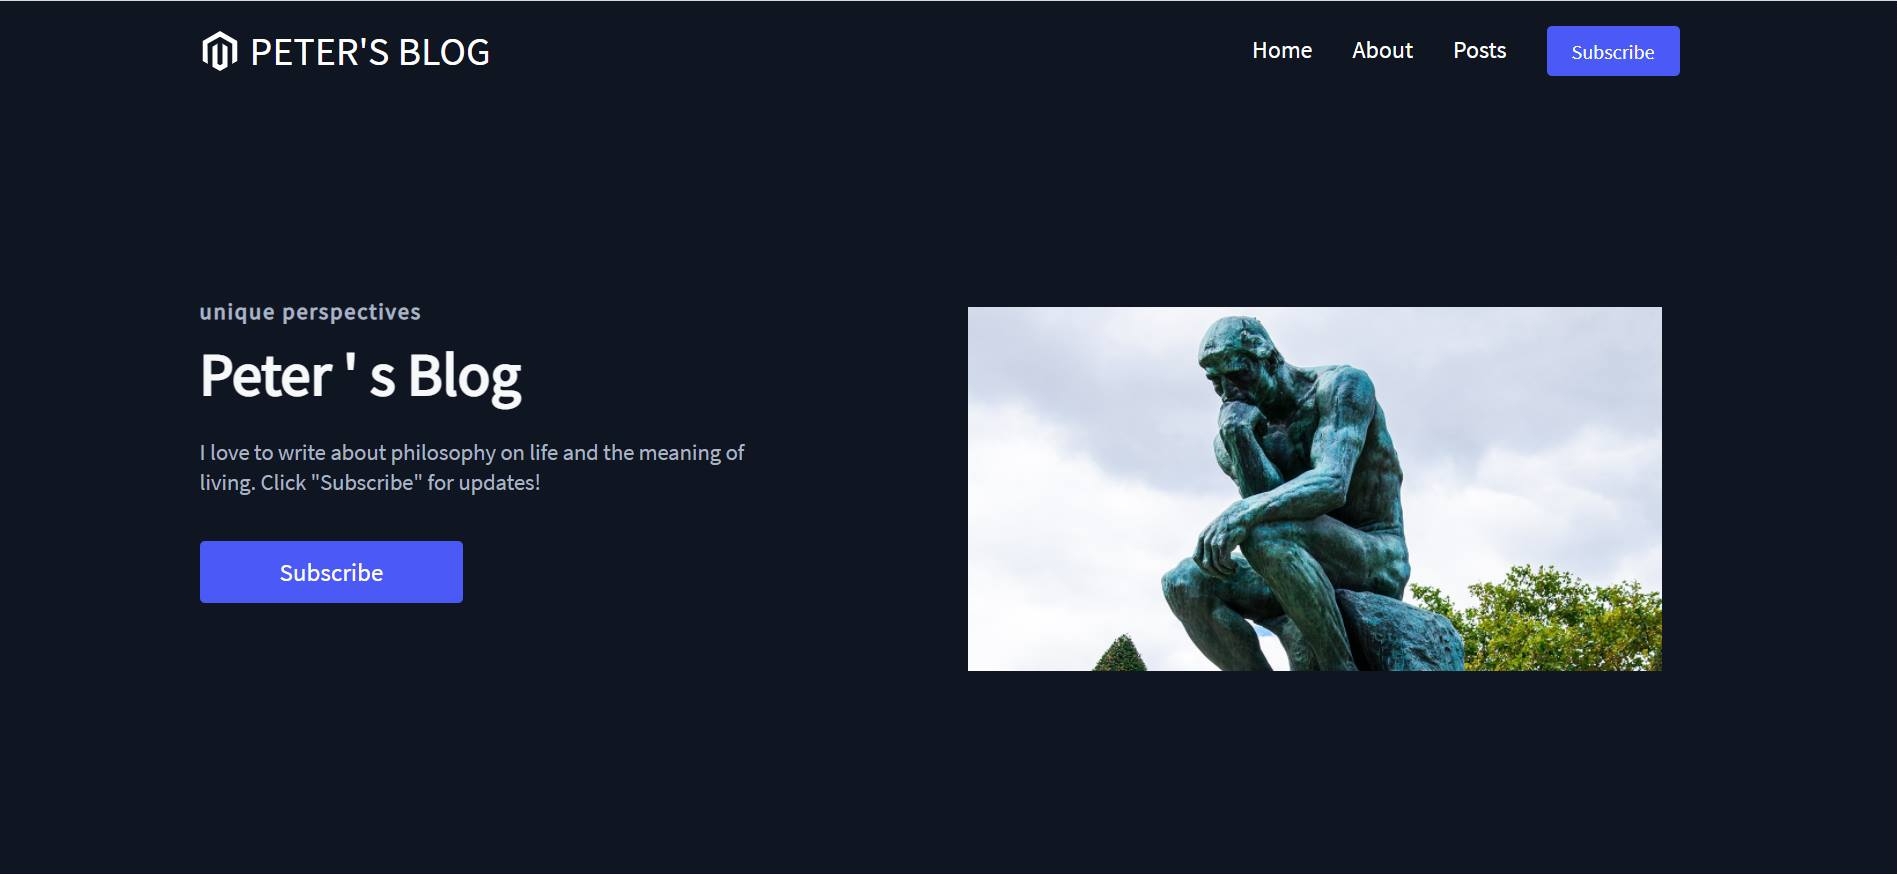 PETER'S BLOG
Home About Posts Subscribe
unique perspectives
Peter ' s Blog
I love to write about philosophy on life and the meaning of
living. Click "Subscribe" for updates!
Subscribe